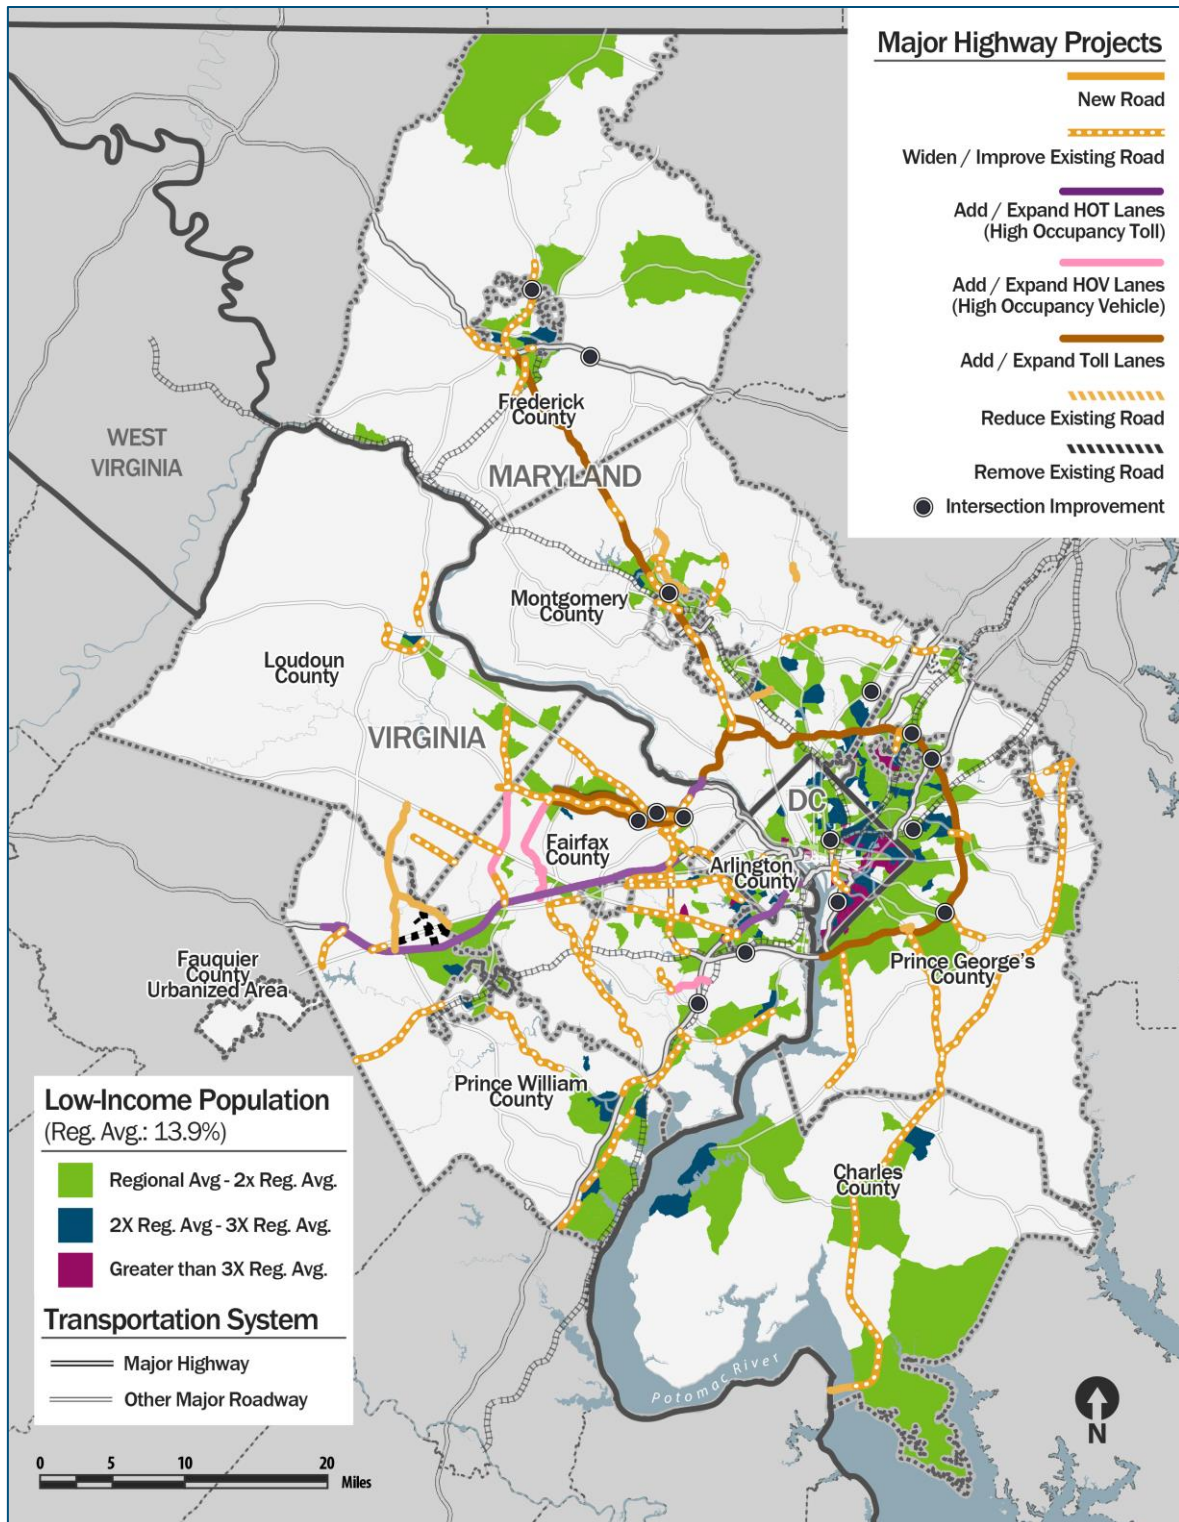 Major Highway Projects
New Road
Widen / Improve Existing Road
Add / Expand HOT Lanes
(High Occupancy Toll)
Add / Expand HOV Lanes
(High Occupancy Vehicle)
Add / Expand Toll Lanes
Reduce Existing Road
Remove Existing Road
Intersection Improvement
Frederick
County
WEST
VIRGINIA
MARYLAND
Montgomery
County
Loudoun
County
VIRGINIA
DC
Fairfax
County
Arlington
County
Fauquier
County
Urbanized Area
Prince George's
County
Prince William
County
Charles
County
Potomac River
Low-Income Population
(Reg. Avg.: 13.9%)
Regional Avg - 2x Reg. Avg.
2X Reg. Avg - 3X Reg. Avg.
Greater than 3X Reg. Avg.
Transportation System
Major Highway
Other Major Roadway
0 5 10 20
Miles
N